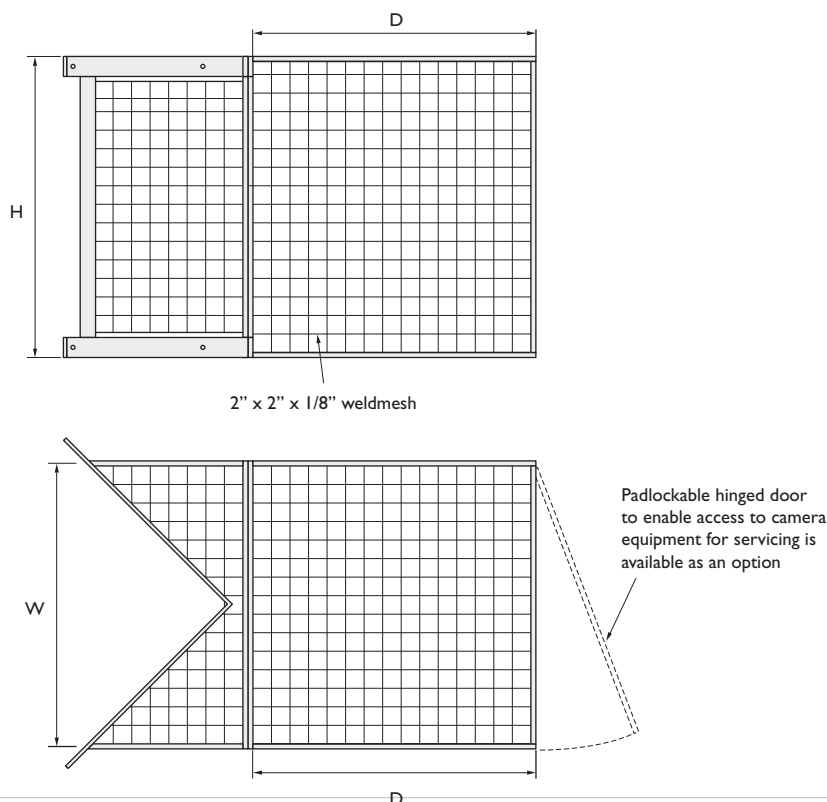 D
H
2” x 2” x 1/8” weldmesh
Padlockable hinged door
to enable access to camera
equipment for servicing is
available as an option
W
D